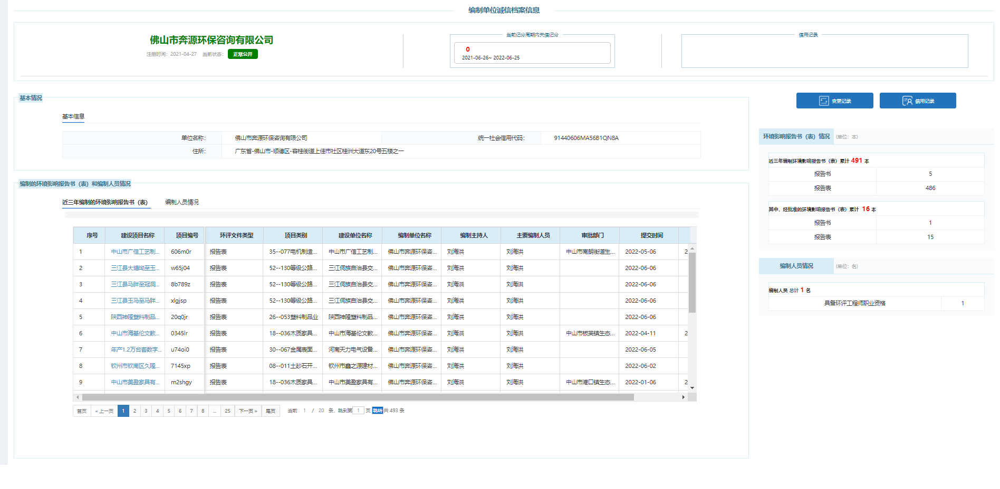 编制单位诚信档案信息
佛山市奔源环保咨询有限公司
注册时间：2021-04-27 当前状态： 正常公开
当前记分周期内失信记分
0
2021-06-26~ 2022-06-25
信用记录
基本情况
变更记录 信用记录
基本信息
单位名称： 佛山市奔源环保咨询有限公司 统一社会信用代码： 91440606MA56B1QN8A
住所： 广东省-佛山市-顺德区-容桂街道上佳市社区桂洲大道东20号五楼之一
编制的环境影响报告书（表）和编制人员情况
近三年编制的环境影响报告书（表） 编制人员情况
序号 建设项目名称 项目编号 环评文件类型 项目类别 建设单位名称 编制单位名称 编制主持人 主要编制人员 审批部门 提交时间
1 中山市广信工艺制... 606m0r 报告表 35--077电机制造... 中山市广信工艺制... 佛山市奔源环保咨... 刘海洪 刘海洪 中山市南朗街道生... 2022-05-06 2
2 三江县大塘坳至玉... w65j04 报告表 52--130等级公路... 三江侗族自治县交... 佛山市奔源环保咨... 刘海洪 刘海洪 2022-06-06
3 三江县马胖至冠洞... 8b789z 报告表 52--130等级公路... 三江侗族自治县交... 佛山市奔源环保咨... 刘海洪 刘海洪 2022-06-06
4 三江县玉马至马胖... xlgjsp 报告表 52--130等级公路... 三江侗族自治县交... 佛山市奔源环保咨... 刘海洪 刘海洪 2022-06-06
5 陕西神隆塑料制品... 20q0jr 报告表 26--053塑料制品业 陕西神隆塑料制品... 佛山市奔源环保咨... 刘海洪 刘海洪 2022-06-06
6 中山市海基伦文教... 0345lr 报告表 18--036木质家具... 中山市海基伦文教... 佛山市奔源环保咨... 刘海洪 刘海洪 中山市板芙镇生态... 2022-04-11 2
7 年产1.2万台套数字... u74oi0 报告表 30--067金属表面... 河南天力电气设备... 佛山市奔源环保咨... 刘海洪 刘海洪 2022-06-05
8 钦州市钦南区久隆... 7145xp 报告表 08--011土砂石开... 钦州市鑫之源建材... 佛山市奔源环保咨... 刘海洪 刘海洪 2022-06-02
9 中山市美盈家具有... m2shgy 报告表 18--036木质家具... 中山市美盈家具有... 佛山市奔源环保咨... 刘海洪 刘海洪 中山市港口镇生态... 2022-01-06 2
首页 « 上一页 1 2 3 4 5 6 7 8 ... 25 下一页 » 尾页 当前 1 / 20 条，跳到第 1 页 跳转 共 493 条
环境影响报告书（表）情况 （单位：本）
近三年编制环境影响报告书（表）累计 491 本
报告书 5
报告表 486
其中，经批准的环境影响报告书（表）累计 16 本
报告书 1
报告表 15
编制人员情况 （单位：名）
编制人员 总计 1 名
具备环评工程师职业资格 1